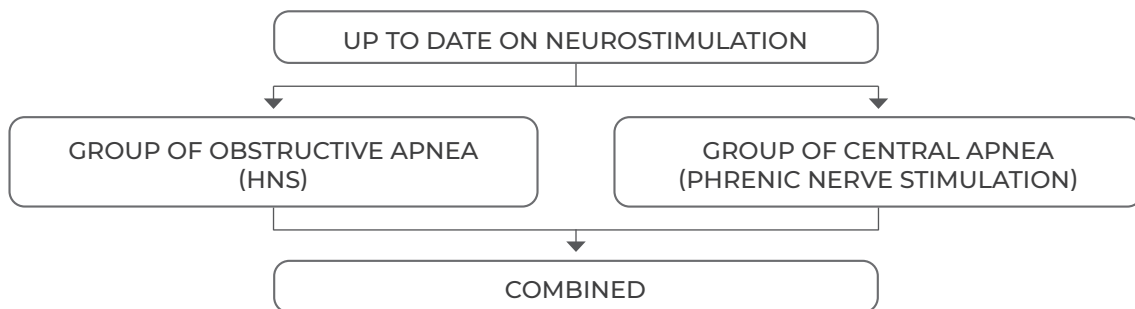 UP TO DATE ON NEUROSTIMULATION
GROUP OF OBSTRUCTIVE APNEA
(HNS)
GROUP OF CENTRAL APNEA
(PHRENIC NERVE STIMULATION)
COMBINED